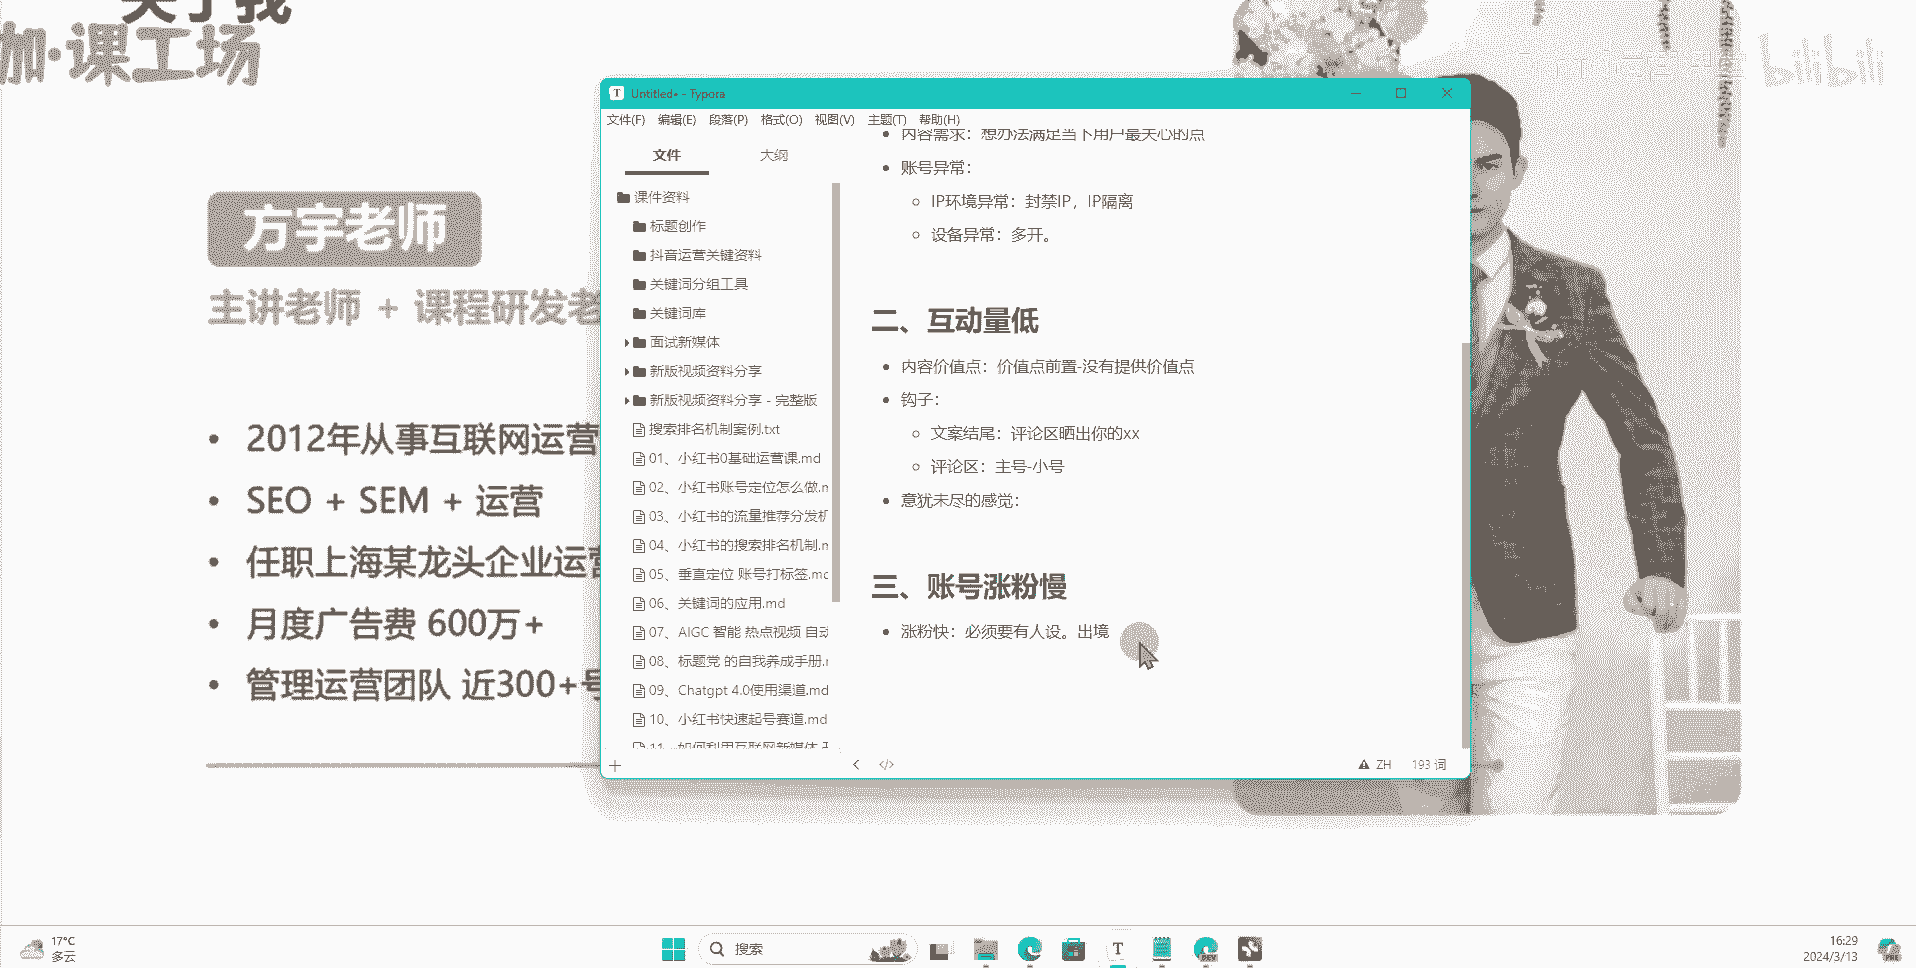 关于我
咖·课工场
bilibili
方宇老师
主讲老师 + 课程研发老
• 2012年从事互联网运营
• SEO + SEM + 运营
• 任职上海某龙头企业运营
• 月度广告费 600万+
• 管理运营团队 近300+号
Untitled• - Typora
文件(F) 编辑(E) 段落(P) 格式(O) 视图(V) 主题(T) 帮助(H)
文件 大纲
课件资料
标题创作
抖音运营关键资料
关键词分组工具
关键词库
面试新媒体
新版视频资料分享
新版视频资料分享 - 完整版
搜索排名机制案例.txt
01、小红书0基础运营课.md
02、小红书账号定位怎么做.m
03、小红书的流量推荐分发机
04、小红书的搜索排名机制.m
05、垂直定位 账号打标签.mc
06、关键词的应用.md
07、AIGC 智能 热点视频 自动
08、标题党 的自我养成手册.r
09、Chatgpt 4.0使用渠道.md
10、小红书快速起号赛道.md
11、如何利用互联网新媒体
• 内容需求：想办法满足当下用户最关心的点
• 账号异常：
○ IP环境异常：封禁IP，IP隔离
○ 设备异常：多开。
二、互动量低
• 内容价值点：价值点前置-没有提供价值点
• 钩子：
○ 文案结尾：评论区晒出你的xx
○ 评论区：主号-小号
• 意犹未尽的感觉：
三、账号涨粉慢
• 涨粉快：必须要有人设。出境
ZH 193 词
17°C
多云
搜索
16:29
2024/3/13